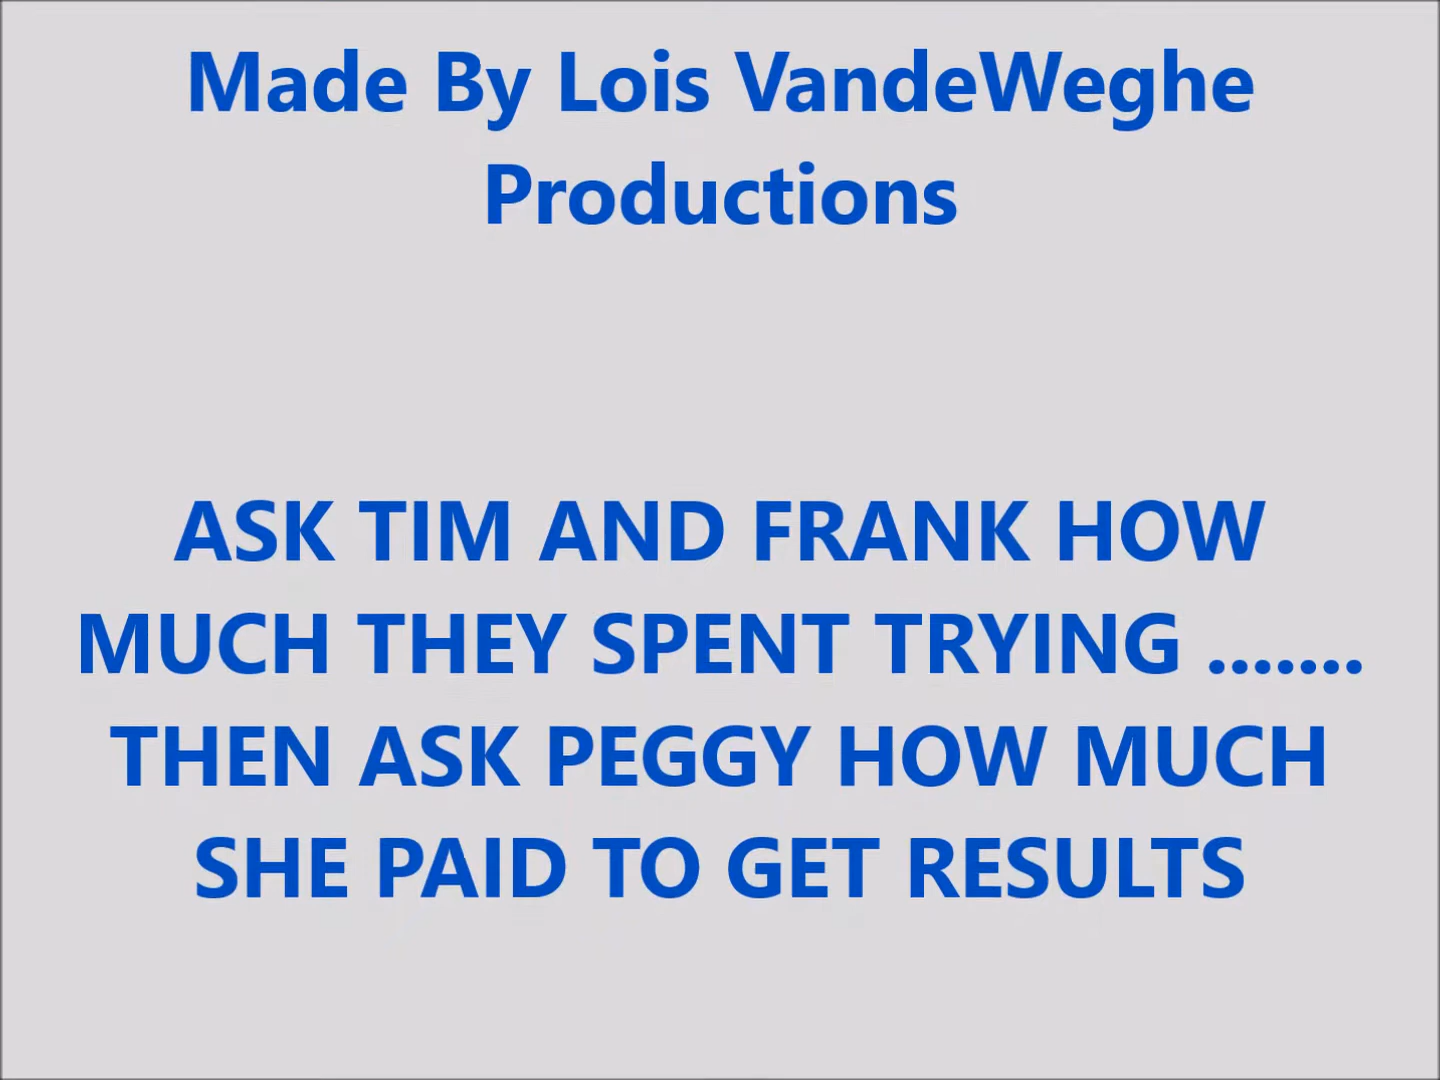 Made By Lois VandeWeghe
Productions
ASK TIM AND FRANK HOW
MUCH THEY SPENT TRYING .......
THEN ASK PEGGY HOW MUCH
SHE PAID TO GET RESULTS